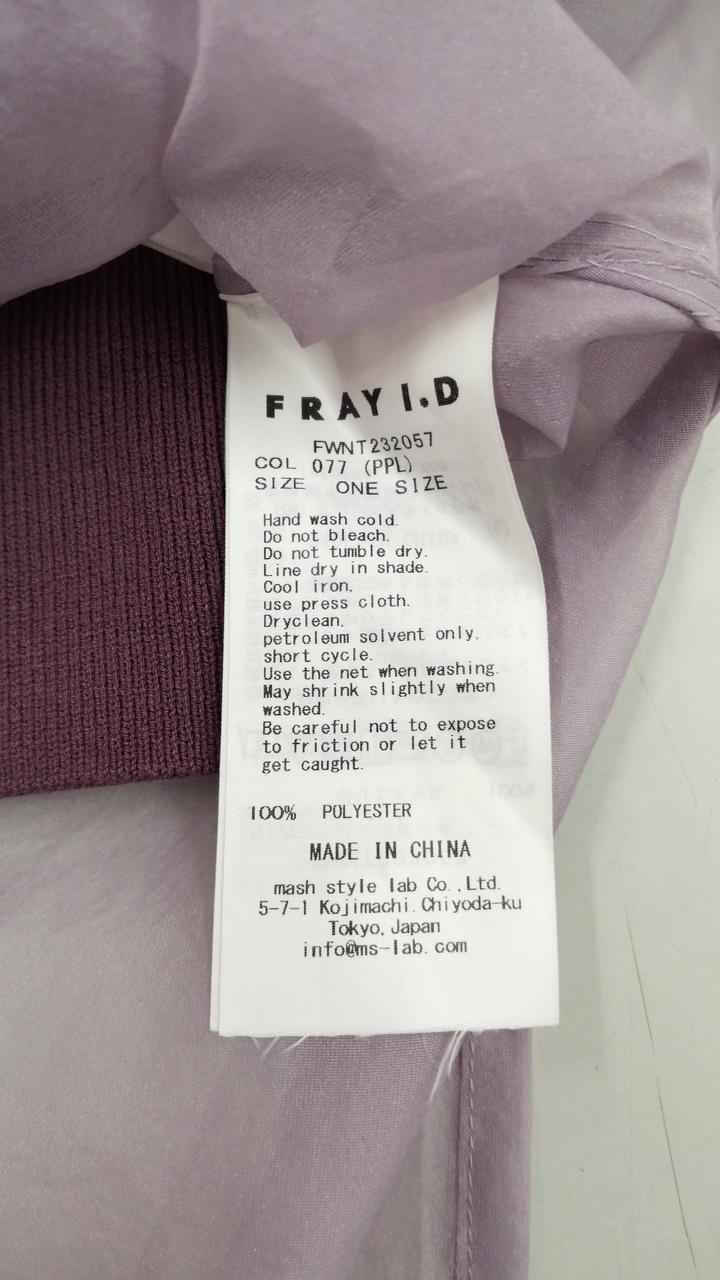 FRAY I.D
FWNT232057
COL 077 (PPL)
SIZE ONE SIZE
Hand wash cold.
Do not bleach.
Do not tumble dry.
Line dry in shade.
Cool iron.
use press cloth.
Dryclean.
petroleum solvent only.
short cycle.
Use the net when washing.
May shrink slightly when
washed.
Be careful not to expose
to friction or let it
get caught.
100% POLYESTER
MADE IN CHINA
mash style lab Co.,Ltd.
5-7-1 Kojimachi.Chiyoda-ku
Tokyo,Japan
info@ms-lab.com